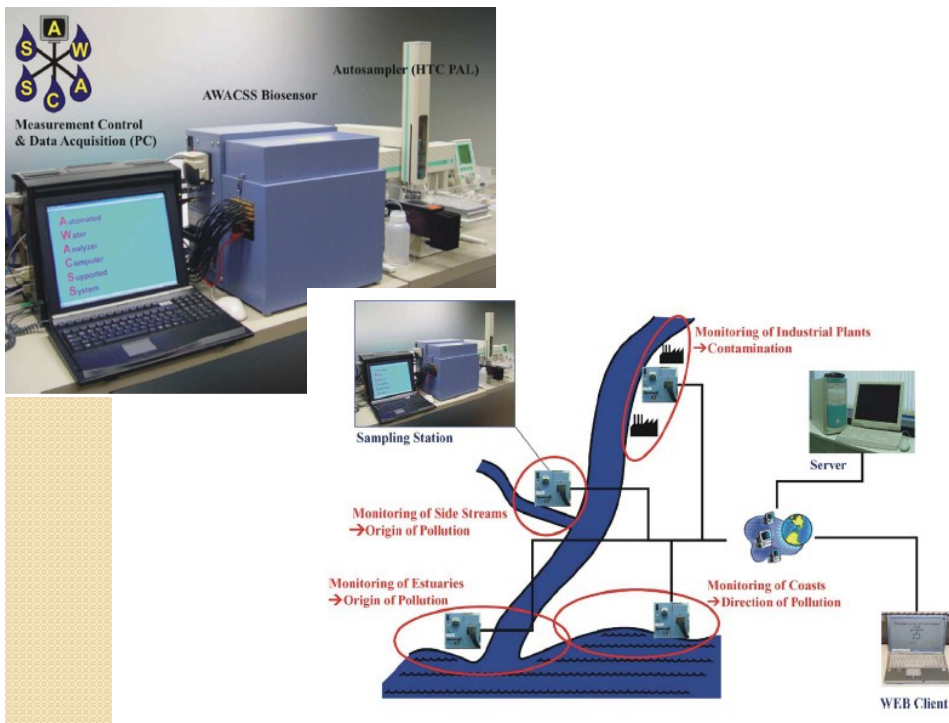 A
S W
S A
C
Autosampler (HTC PAL)
AWACSS Biosensor
Measurement Control
& Data Acquisition (PC)
Automated
Water
Analyzer
Computer
Supported
System
Monitoring of Industrial Plants
→Contamination
Sampling Station
Server
Monitoring of Side Streams
→Origin of Pollution
Monitoring of Estuaries
→Origin of Pollution
Monitoring of Coasts
→Direction of Pollution
WEB Client